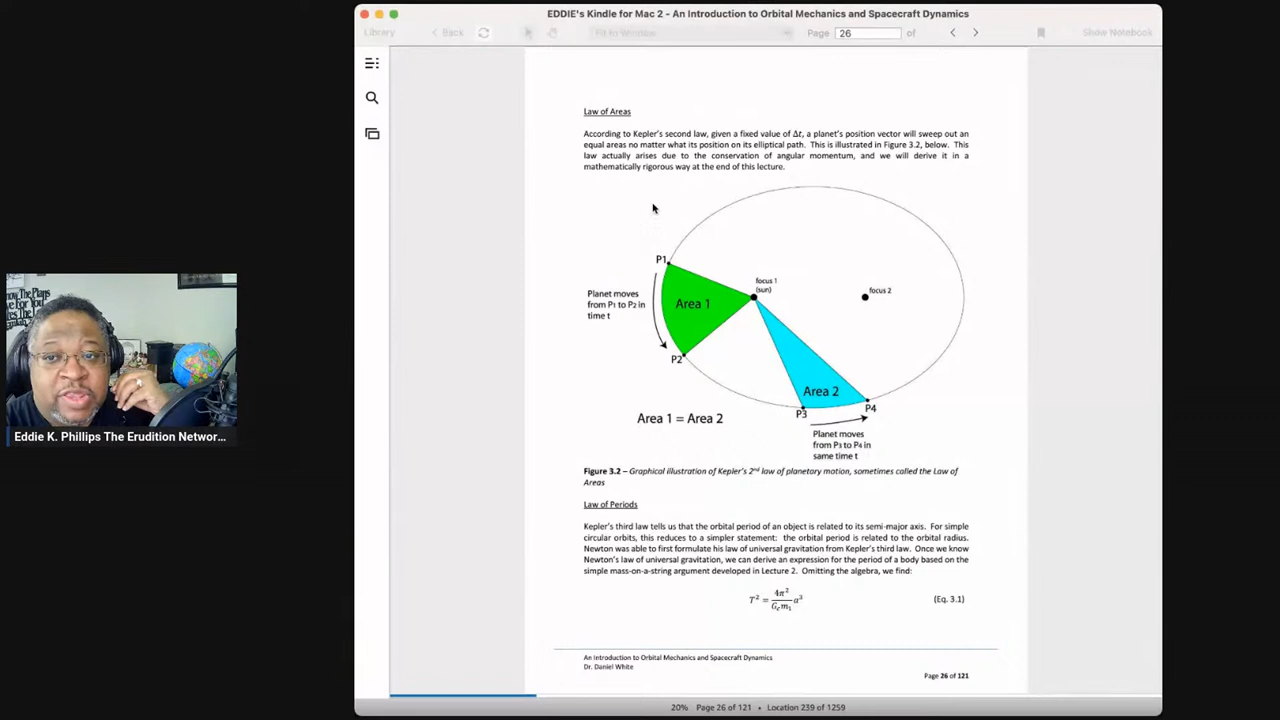 EDDIE's Kindle for Mac 2 - An Introduction to Orbital Mechanics and Spacecraft Dynamics
Library
Back
Fit to Window
Page 26 of
Show Notebook
Law of Areas
According to Kepler's second law, given a fixed value of Δt, a planet's position vector will sweep out an
equal areas no matter what its position on its elliptical path. This is illustrated in Figure 3.2, below. This
law actually arises due to the conservation of angular momentum, and we will derive it in a
mathematically rigorous way at the end of this lecture.
P1
focus 1
(sun)
focus 2
Planet moves
from P1 to P2 in
time t
Area 1
P2
Area 2
P3
P4
Area 1 = Area 2
Planet moves
from P3 to P4 in
same time t
Figure 3.2 – Graphical illustration of Kepler's 2nd law of planetary motion, sometimes called the Law of
Areas
Law of Periods
Kepler's third law tells us that the orbital period of an object is related to its semi-major axis. For simple
circular orbits, this reduces to a simpler statement: the orbital period is related to the orbital radius.
Newton was able to first formulate his law of universal gravitation from Kepler's third law. Once we know
Newton's law of universal gravitation, we can derive an expression for the period of a body based on the
simple mass-on-a-string argument developed in Lecture 2. Omitting the algebra, we find:
T² = 4π²/(G_c m₁) a³ (Eq. 3.1)
An Introduction to Orbital Mechanics and Spacecraft Dynamics
Dr. Daniel White
Page 26 of 121
20% Page 26 of 121 • Location 239 of 1259
Eddie K. Phillips The Erudition Networ...